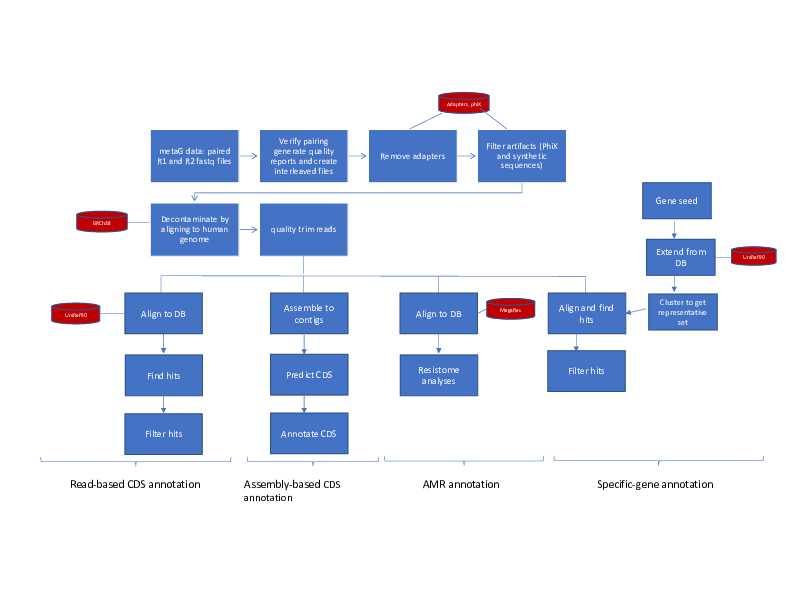 Adapters, phiX
metaG data: paired
R1 and R2 fastq files
Verify pairing
generate quality
reports and create
interleaved files
Remove adapters
Filter artifacts (PhiX
and synthetic
sequences)
Gene seed
GRCh38
Decontaminate by
aligning to human
genome
quality trim reads
Extend from
DB
UniRef90
UniRef90
Align to DB
Assemble to
contigs
Align to DB
MegaRes
Align and find
hits
Cluster to get
representative
set
Find hits
Predict CDS
Resistome
analyses
Filter hits
Filter hits
Annotate CDS
Read-based CDS annotation
Assembly-based CDS
annotation
AMR annotation
Specific-gene annotation